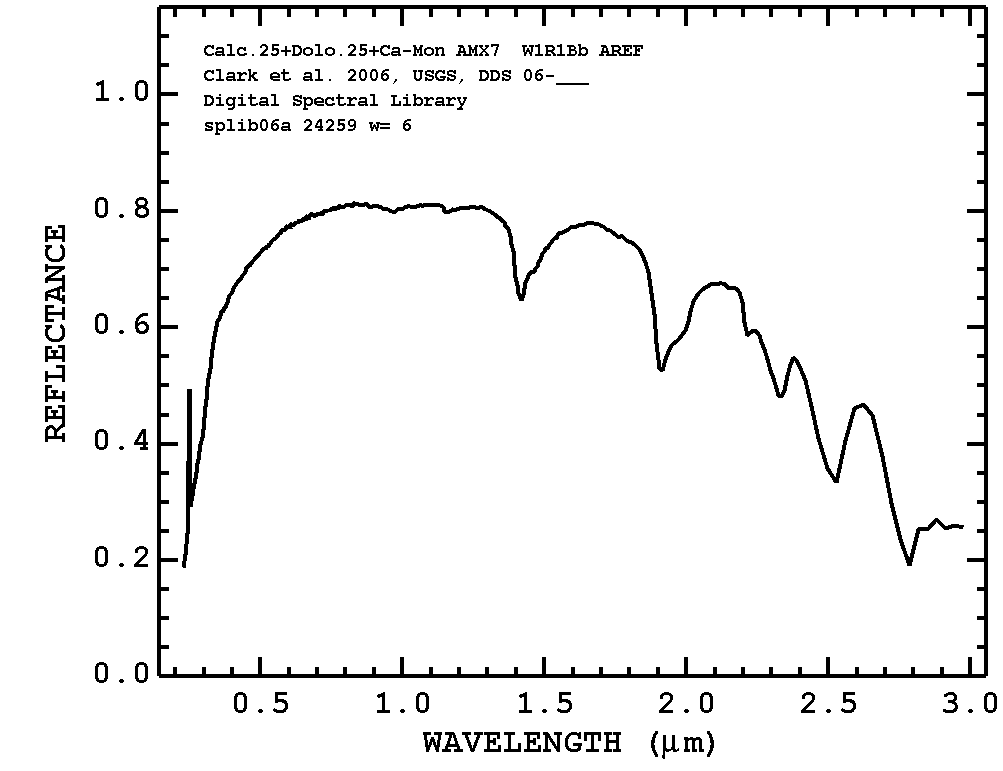 Calc.25+Dolo.25+Ca-Mon AMX7  W1R1Bb AREF
Clark et al. 2006, USGS, DDS 06-___
Digital Spectral Library
splib06a 24259 w= 6
1.0
0.8
0.6
0.4
0.2
0.0
REFLECTANCE
0.5 1.0 1.5 2.0 2.5 3.0
WAVELENGTH (μm)